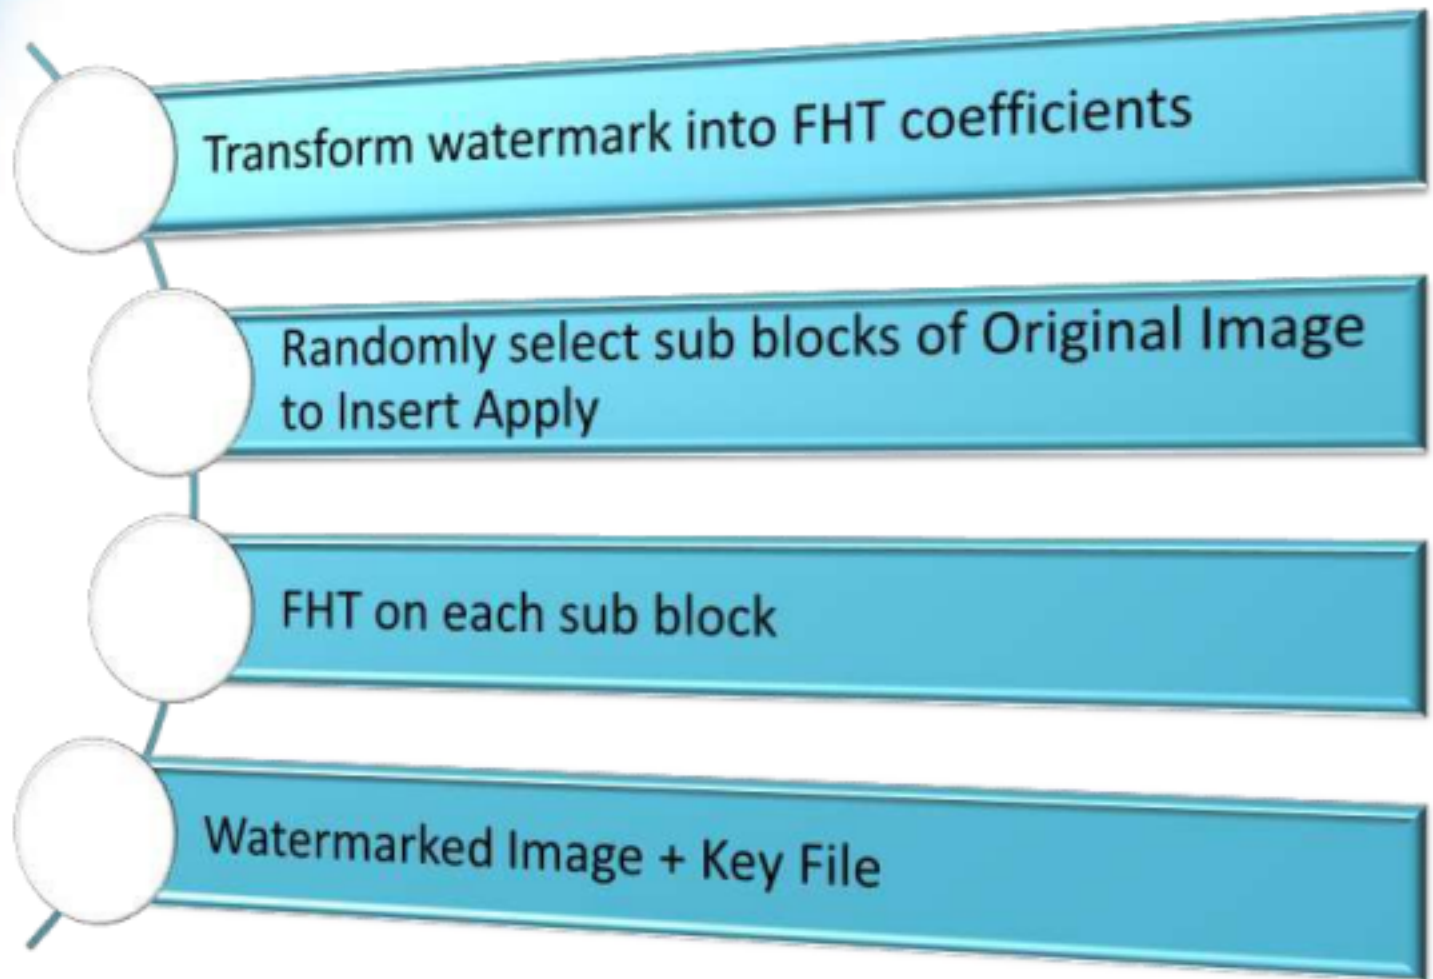 Transform watermark into FHT coefficients
Randomly select sub blocks of Original Image
to Insert Apply
FHT on each sub block
Watermarked Image + Key File